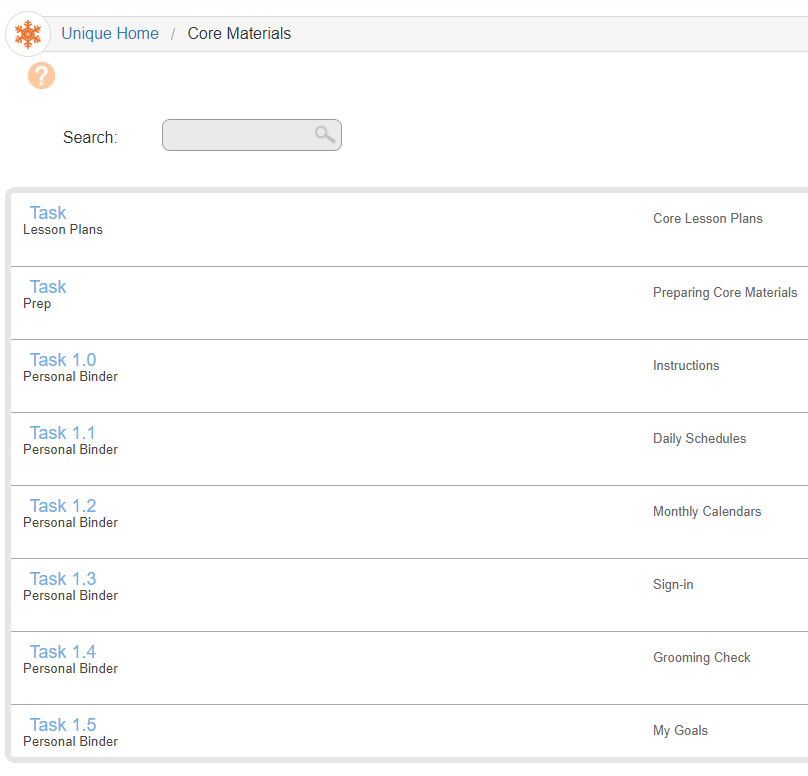 Unique Home / Core Materials
?
Search:
Task
Lesson Plans
Core Lesson Plans
Task
Prep
Preparing Core Materials
Task 1.0
Personal Binder
Instructions
Task 1.1
Personal Binder
Daily Schedules
Task 1.2
Personal Binder
Monthly Calendars
Task 1.3
Personal Binder
Sign-in
Task 1.4
Personal Binder
Grooming Check
Task 1.5
Personal Binder
My Goals